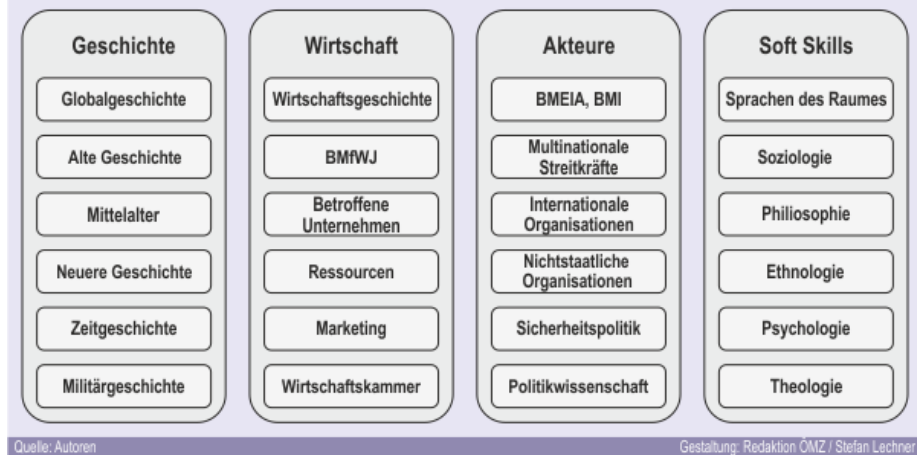 Geschichte
Globalgeschichte
Alte Geschichte
Mittelalter
Neuere Geschichte
Zeitgeschichte
Militärgeschichte
Wirtschaft
Wirtschaftsgeschichte
BMfWJ
Betroffene
Unternehmen
Ressourcen
Marketing
Wirtschaftskammer
Akteure
BMEIA, BMI
Multinationale
Streitkräfte
Internationale
Organisationen
Nichtstaatliche
Organisationen
Sicherheitspolitik
Politikwissenschaft
Soft Skills
Sprachen des Raumes
Soziologie
Philiosophie
Ethnologie
Psychologie
Theologie
Quelle: Autoren
Gestaltung: Redaktion ÖMZ / Stefan Lechner